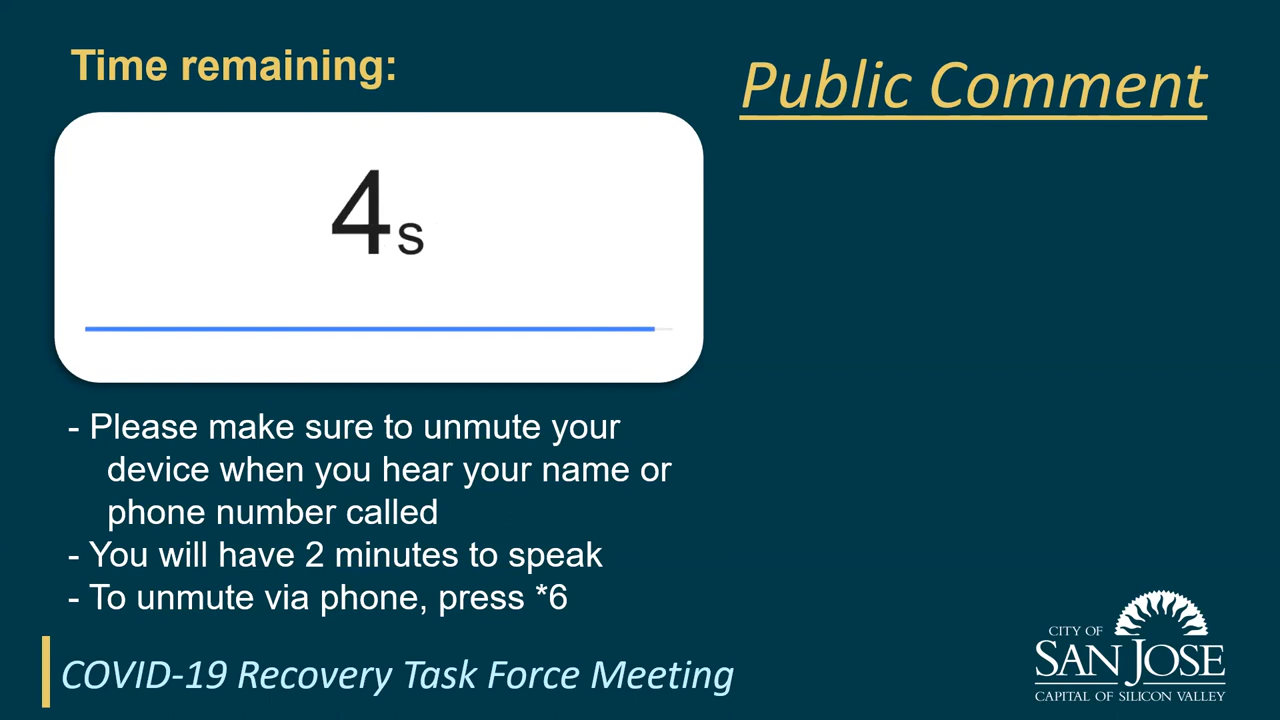 Time remaining:
Public Comment
4s
- Please make sure to unmute your
device when you hear your name or
phone number called
- You will have 2 minutes to speak
- To unmute via phone, press *6
COVID-19 Recovery Task Force Meeting
CITY OF
SAN JOSE
CAPITAL OF SILICON VALLEY